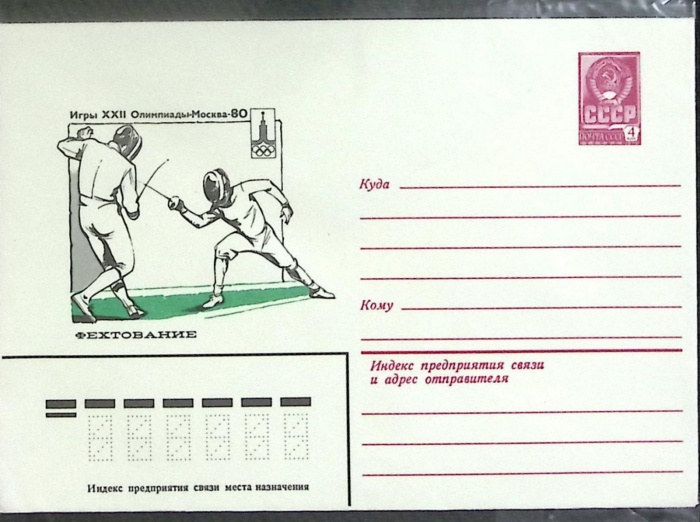 Игры XXII Олимпиады-Москва-80
СССР
ПОЧТА СССР 4
Куда
Кому
ФЕХТОВАНИЕ
Индекс предприятия связи
и адрес отправителя
Индекс предприятия связи места назначения